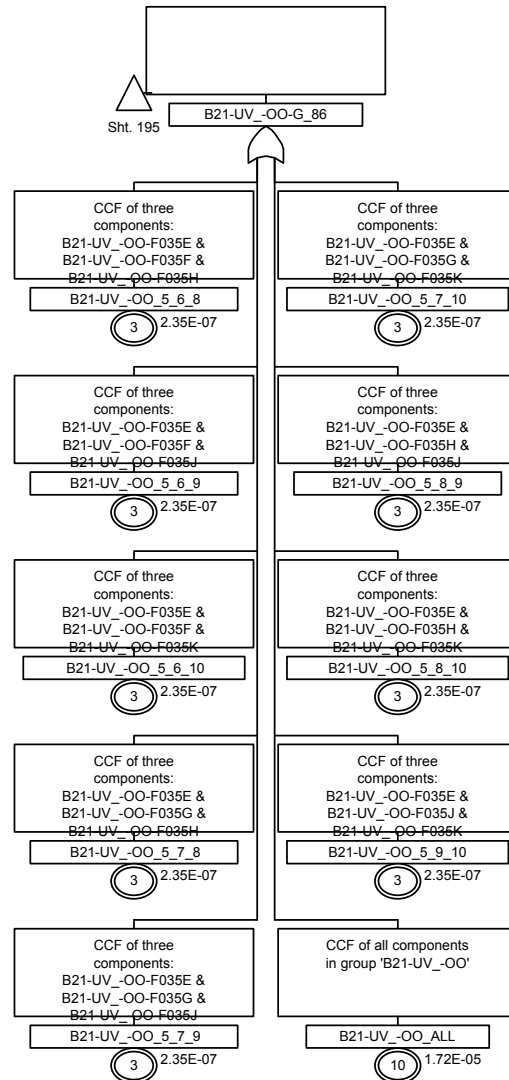 Sht. 195
B21-UV_-OO-G_86
CCF of three
components:
B21-UV_-OO-F035E &
B21-UV_-OO-F035F &
B21-UV_-OO-F035H
B21-UV_-OO_5_6_8
3
2.35E-07
CCF of three
components:
B21-UV_-OO-F035E &
B21-UV_-OO-F035G &
B21-UV_-OO-F035K
B21-UV_-OO_5_7_10
3
2.35E-07
CCF of three
components:
B21-UV_-OO-F035E &
B21-UV_-OO-F035F &
B21-UV_-OO-F035J
B21-UV_-OO_5_6_9
3
2.35E-07
CCF of three
components:
B21-UV_-OO-F035E &
B21-UV_-OO-F035H &
B21-UV_-OO-F035J
B21-UV_-OO_5_8_9
3
2.35E-07
CCF of three
components:
B21-UV_-OO-F035E &
B21-UV_-OO-F035F &
B21-UV_-OO-F035K
B21-UV_-OO_5_6_10
3
2.35E-07
CCF of three
components:
B21-UV_-OO-F035E &
B21-UV_-OO-F035H &
B21-UV_-OO-F035K
B21-UV_-OO_5_8_10
3
2.35E-07
CCF of three
components:
B21-UV_-OO-F035E &
B21-UV_-OO-F035G &
B21-UV_-OO-F035H
B21-UV_-OO_5_7_8
3
2.35E-07
CCF of three
components:
B21-UV_-OO-F035E &
B21-UV_-OO-F035J &
B21-UV_-OO-F035K
B21-UV_-OO_5_9_10
3
2.35E-07
CCF of three
components:
B21-UV_-OO-F035E &
B21-UV_-OO-F035G &
B21-UV_-OO-F035J
B21-UV_-OO_5_7_9
3
2.35E-07
CCF of all components
in group 'B21-UV_-OO'
B21-UV_-OO_ALL
10
1.72E-05